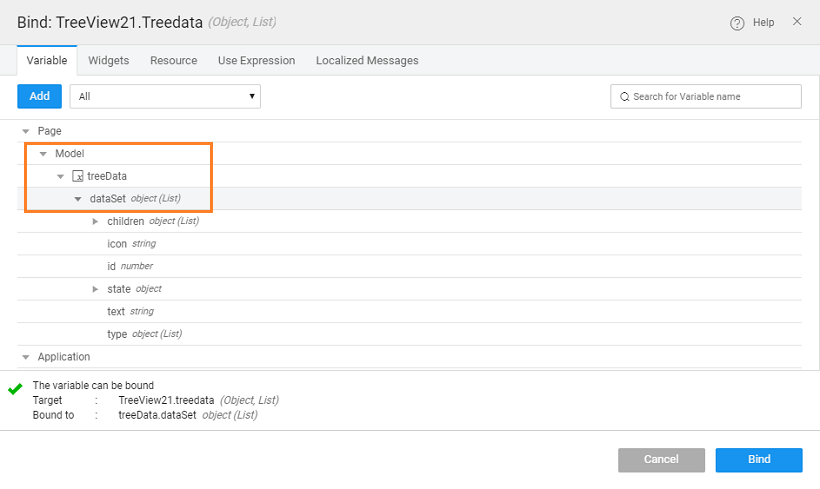 Bind: TreeView21.Treedata (Object, List)
Help
Variable Widgets Resource Use Expression Localized Messages
Add All Search for Variable name
Page
Model
treeData
dataSet object (List)
children object (List)
icon string
id number
state object
text string
type object (List)
Application
The variable can be bound
Target : TreeView21.treedata (Object, List)
Bound to : treeData.dataSet object (List)
Cancel Bind